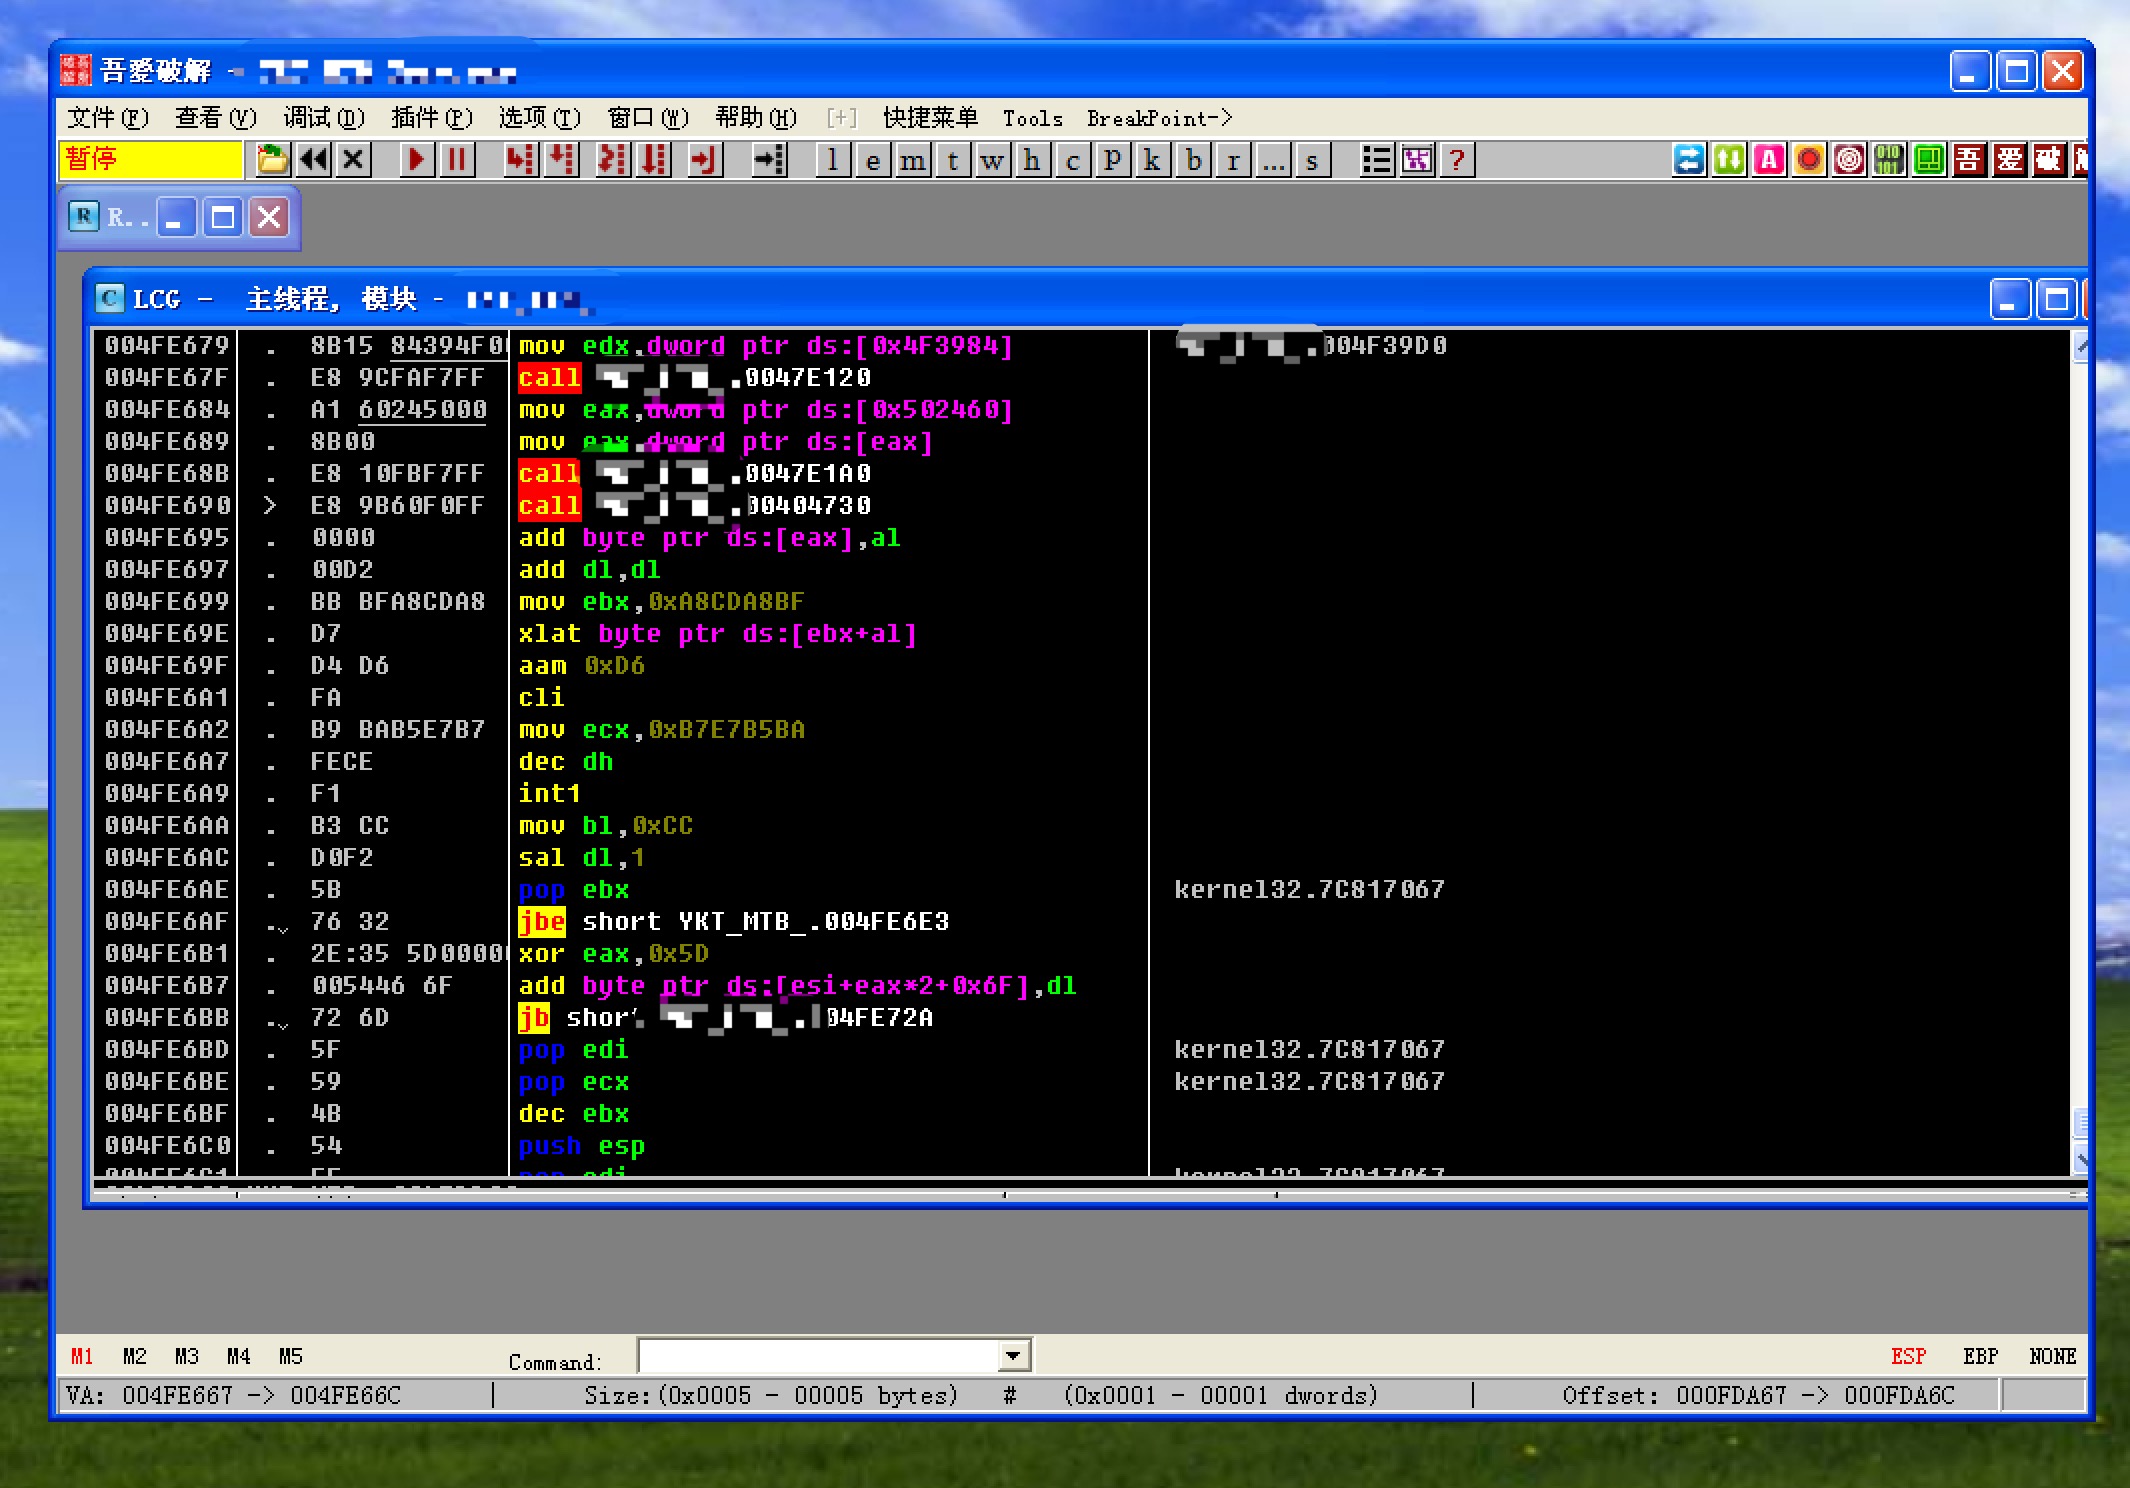 吾爱破解 -
文件(F) 查看(V) 调试(D) 插件(P) 选项(T) 窗口(W) 帮助(H) [+] 快捷菜单 Tools BreakPoint->
暂停 l e m t w h c p k b r ... s ? A 010 101 吾 爱 破
R R..
C LCG - 主线程, 模块 -
004FE679 . 8B15 84394F0 mov edx,dword ptr ds:[0x4F3984] .004F39D0
004FE67F . E8 9CFAF7FF call .0047E120
004FE684 . A1 60245000 mov eax,dword ptr ds:[0x502460]
004FE689 . 8B00 mov eax,dword ptr ds:[eax]
004FE68B . E8 10FBF7FF call .0047E1A0
004FE690 > E8 9B60F0FF call .00404730
004FE695 . 0000 add byte ptr ds:[eax],al
004FE697 . 00D2 add dl,dl
004FE699 . BB BFA8CDA8 mov ebx,0xA8CDA8BF
004FE69E . D7 xlat byte ptr ds:[ebx+al]
004FE69F . D4 D6 aam 0xD6
004FE6A1 . FA cli
004FE6A2 . B9 BAB5E7B7 mov ecx,0xB7E7B5BA
004FE6A7 . FECE dec dh
004FE6A9 . F1 int1
004FE6AA . B3 CC mov bl,0xCC
004FE6AC . D0F2 sal dl,1
004FE6AE . 5B pop ebx kernel32.7C817067
004FE6AF . 76 32 jbe short YKT_MTB_.004FE6E3
004FE6B1 . 2E:35 5D0000 xor eax,0x5D
004FE6B7 . 005446 6F add byte ptr ds:[esi+eax*2+0x6F],dl
004FE6BB . 72 6D jb short 04FE72A
004FE6BD . 5F pop edi kernel32.7C817067
004FE6BE . 59 pop ecx kernel32.7C817067
004FE6BF . 4B dec ebx
004FE6C0 . 54 push esp
004FE6C1 . 5F pop edi kernel32.7C817067
M1 M2 M3 M4 M5 Command: ESP EBP NONE
VA: 004FE667 -> 004FE66C | Size:(0x0005 - 00005 bytes) # (0x0001 - 00001 dwords) | Offset: 000FDA67 -> 000FDA6C